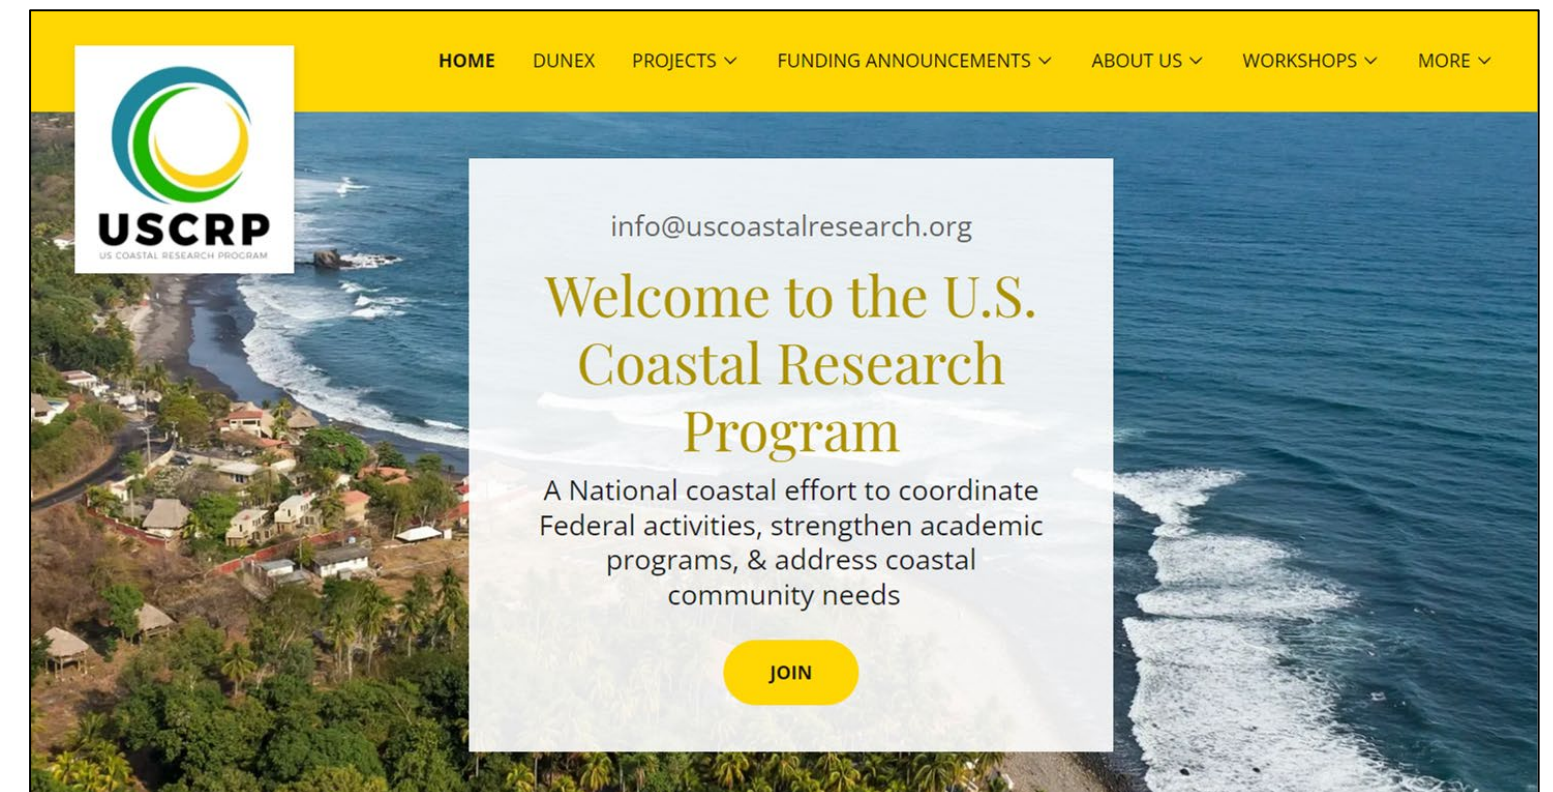 HOME DUNEX PROJECTS FUNDING ANNOUNCEMENTS ABOUT US WORKSHOPS MORE
USCRP
US COASTAL RESEARCH PROGRAM
info@uscoastalresearch.org
Welcome to the U.S.
Coastal Research
Program
A National coastal effort to coordinate
Federal activities, strengthen academic
programs, & address coastal
community needs
JOIN